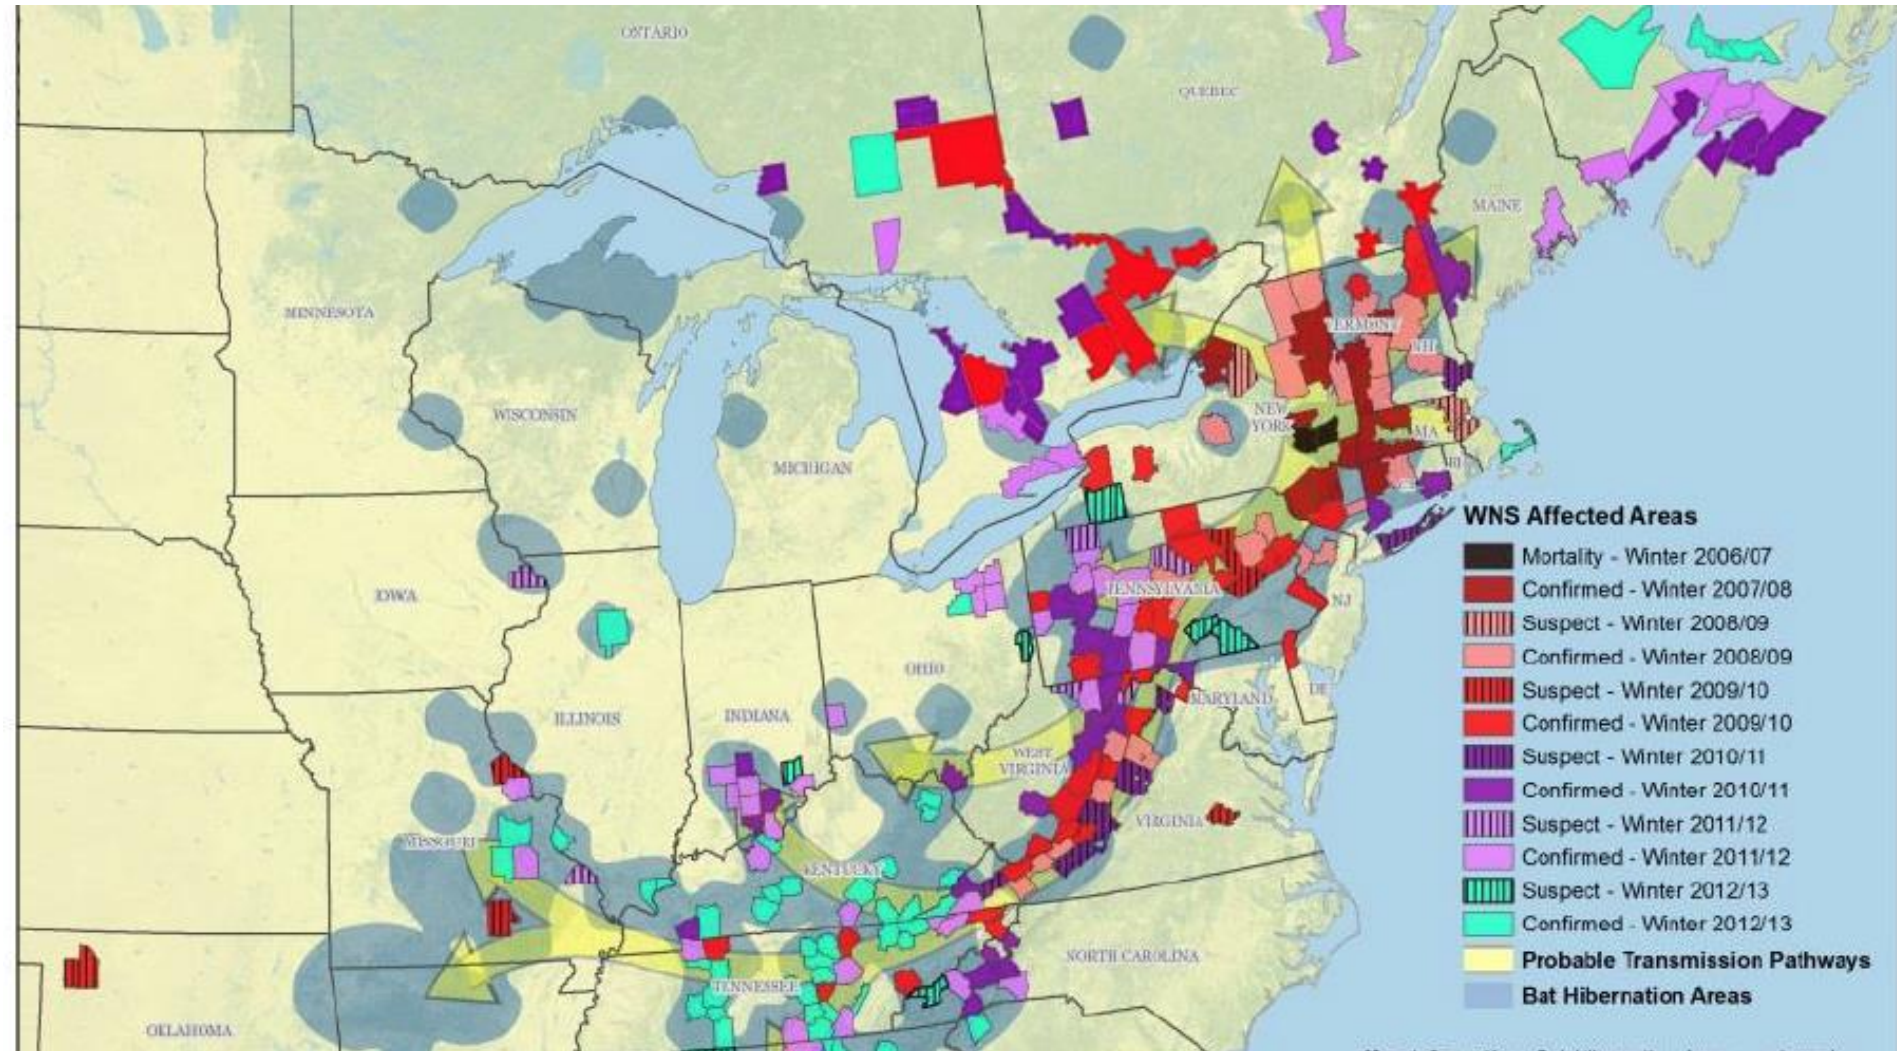 ONTARIO
QUEBEC
MAINE
MINNESOTA
VERMONT
NH
WISCONSIN
NEW
YORK
MICHIGAN
MA
RI
IOWA
PENNSYLVANIA
NJ
OHIO
MARYLAND
DE
ILLINOIS
INDIANA
WEST
VIRGINIA
VIRGINIA
MISSOURI
KENTUCKY
NORTH CAROLINA
TENNESSEE
OKLAHOMA
WNS Affected Areas
Mortality - Winter 2006/07
Confirmed - Winter 2007/08
Suspect - Winter 2008/09
Confirmed - Winter 2008/09
Suspect - Winter 2009/10
Confirmed - Winter 2009/10
Suspect - Winter 2010/11
Confirmed - Winter 2010/11
Suspect - Winter 2011/12
Confirmed - Winter 2011/12
Suspect - Winter 2012/13
Confirmed - Winter 2012/13
Probable Transmission Pathways
Bat Hibernation Areas